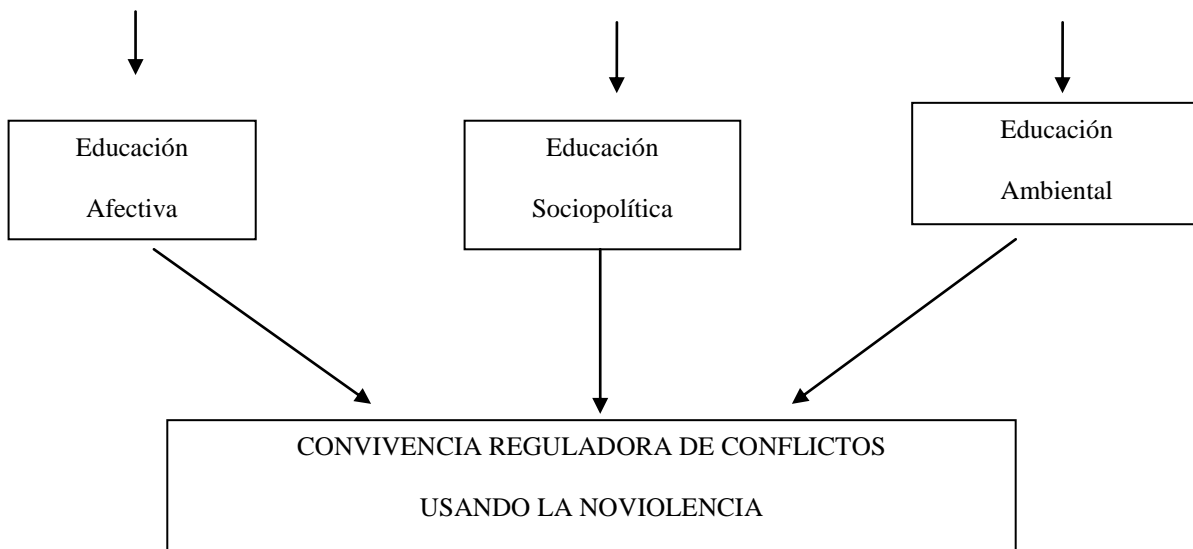 Educación
Afectiva
Educación
Sociopolítica
Educación
Ambiental
CONVIVENCIA REGULADORA DE CONFLICTOS
USANDO LA NOVIOLENCIA